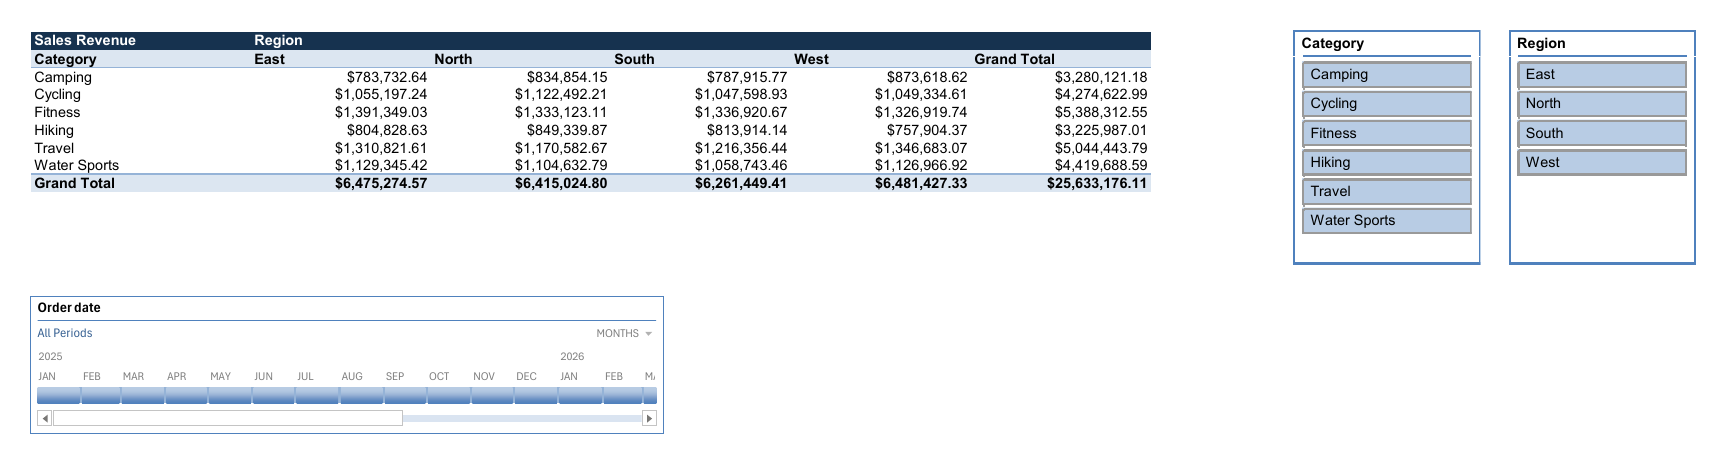 Sales Revenue Region
Category East North South West Grand Total
Camping $783,732.64 $834,854.15 $787,915.77 $873,618.62 $3,280,121.18
Cycling $1,055,197.24 $1,122,492.21 $1,047,598.93 $1,049,334.61 $4,274,622.99
Fitness $1,391,349.03 $1,333,123.11 $1,336,920.67 $1,326,919.74 $5,388,312.55
Hiking $804,828.63 $849,339.87 $813,914.14 $757,904.37 $3,225,987.01
Travel $1,310,821.61 $1,170,582.67 $1,216,356.44 $1,346,683.07 $5,044,443.79
Water Sports $1,129,345.42 $1,104,632.79 $1,058,743.46 $1,126,966.92 $4,419,688.59
Grand Total $6,475,274.57 $6,415,024.80 $6,261,449.41 $6,481,427.33 $25,633,176.11
Category
Camping
Cycling
Fitness
Hiking
Travel
Water Sports
Region
East
North
South
West
Order date
All Periods MONTHS
2025 2026
JAN FEB MAR APR MAY JUN JUL AUG SEP OCT NOV DEC JAN FEB